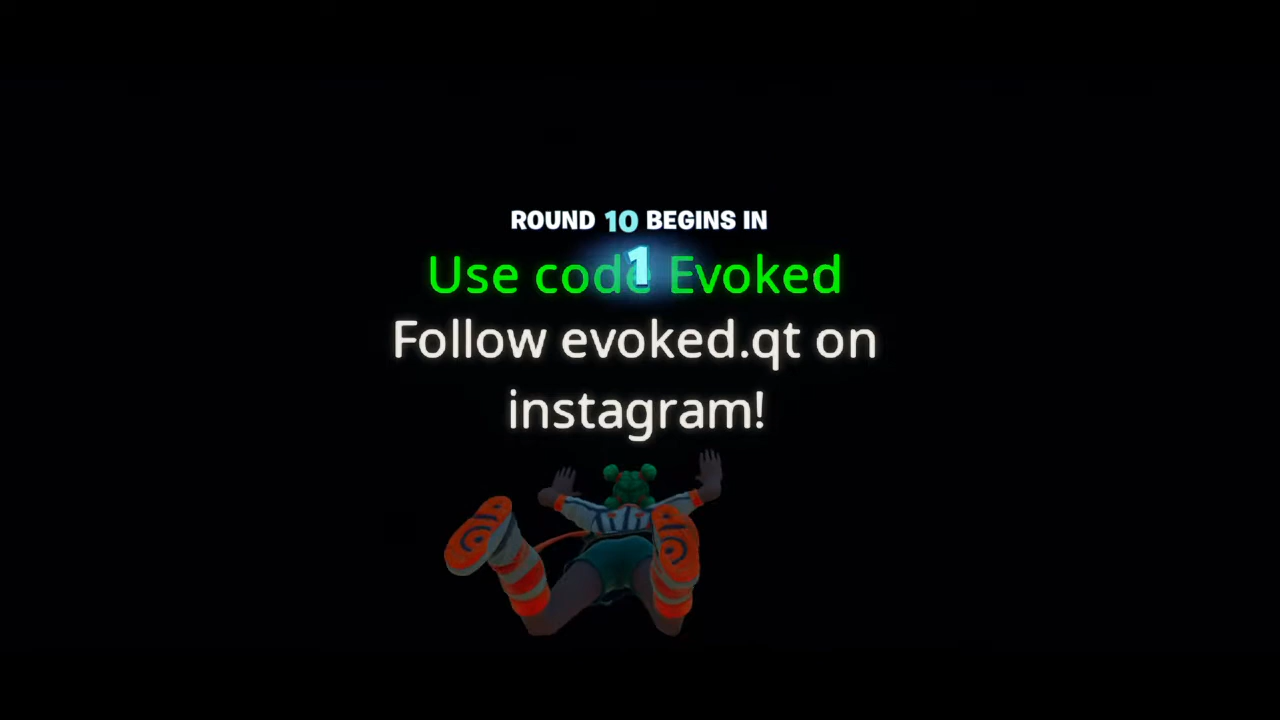 ROUND 10 BEGINS IN
1
Use code Evoked
Follow evoked.qt on
instagram!